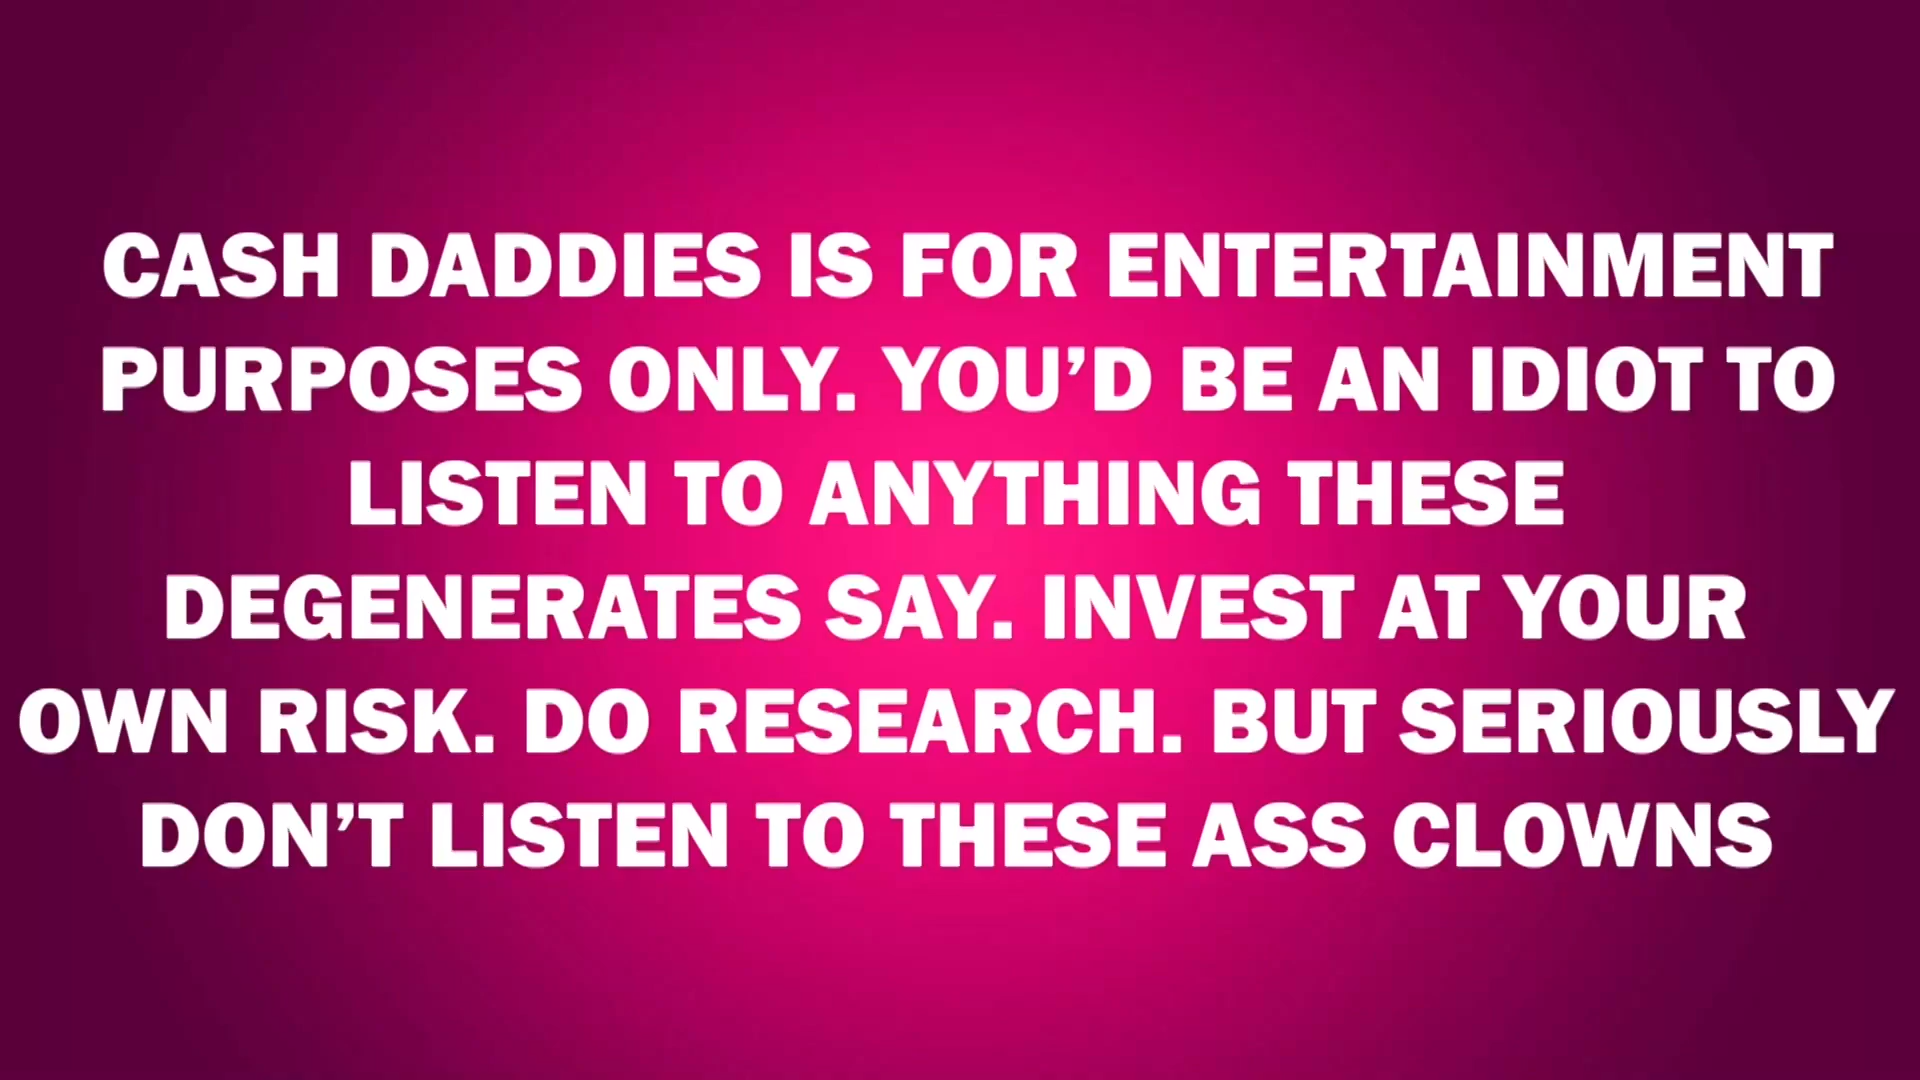 CASH DADDIES IS FOR ENTERTAINMENT
PURPOSES ONLY. YOU’D BE AN IDIOT TO
LISTEN TO ANYTHING THESE
DEGENERATES SAY. INVEST AT YOUR
OWN RISK. DO RESEARCH. BUT SERIOUSLY
DON’T LISTEN TO THESE ASS CLOWNS